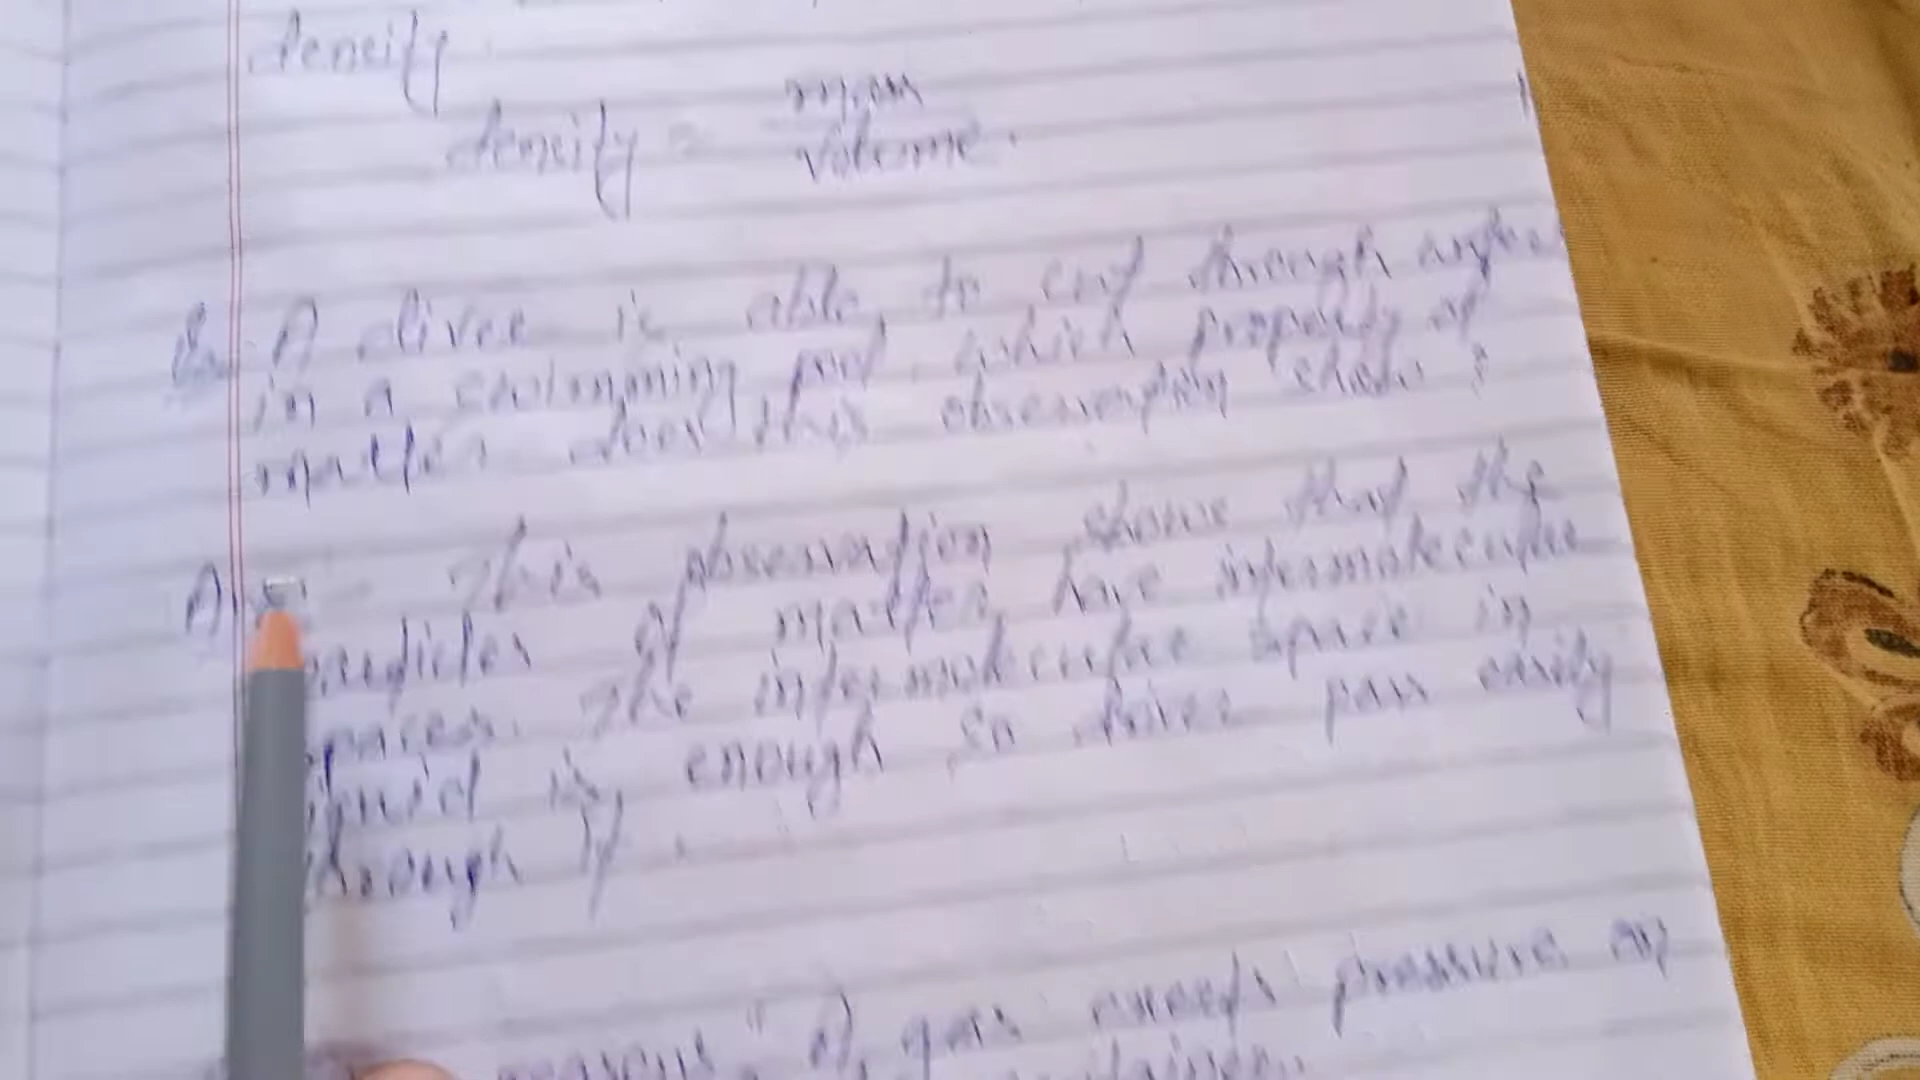 density
density = mass
volume.
Q. A diver is able to cut through water
in a swimming pool. which property of
matter does this observation show?
A. This observation shows that the
particles of matter have intermolecular
spaces. The intermolecular space in
liquid is enough so diver pass easily
through it.
reasons A gas exerts pressure on